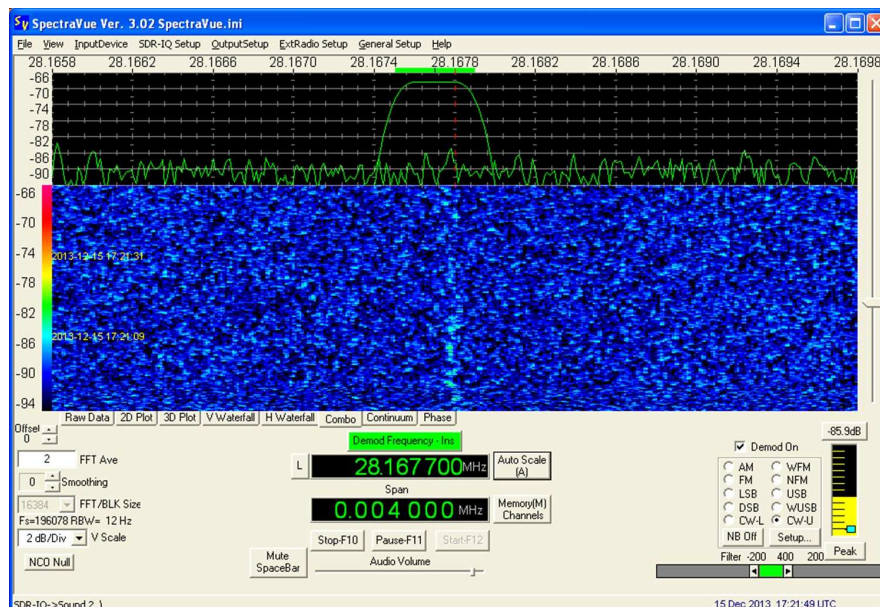 SpectraVue Ver. 3.02 SpectraVue.ini
File View InputDevice SDR-IQ Setup OutputSetup ExtRadio Setup General Setup Help
28.1658 28.1662 28.1666 28.1670 28.1674 28.1678 28.1682 28.1686 28.1690 28.1694 28.1698
-66
-70
-74
-78
-82
-86
-90
-66
-70
-74
2013-12-15 17:21:31
-78
-82
2013-12-15 17:21:09
-86
-90
-94
Raw Data 2D Plot 3D Plot V Waterfall H Waterfall Combo Continuum Phase
Offset
0
2 FFT Ave
0 Smoothing
16384 FFT/BLK Size
Fs=196078 RBW= 12 Hz
2 dB/Div V Scale
NCO Null
Demod Frequency - Ins
L 28.167 700 MHz
Auto Scale
(A)
Span
0.004 000 MHz
Memory(M)
Channels
Stop-F10 Pause-F11 Start-F12
Mute
SpaceBar
Audio Volume
-85.9dB
Demod On
AM WFM
FM NFM
LSB USB
DSB WUSB
CW-L CW-U
NB Off Setup...
Peak
Filter -200 400 200
SDR-IQ->Sound 2 )
15 Dec 2013 17:21:49 UTC